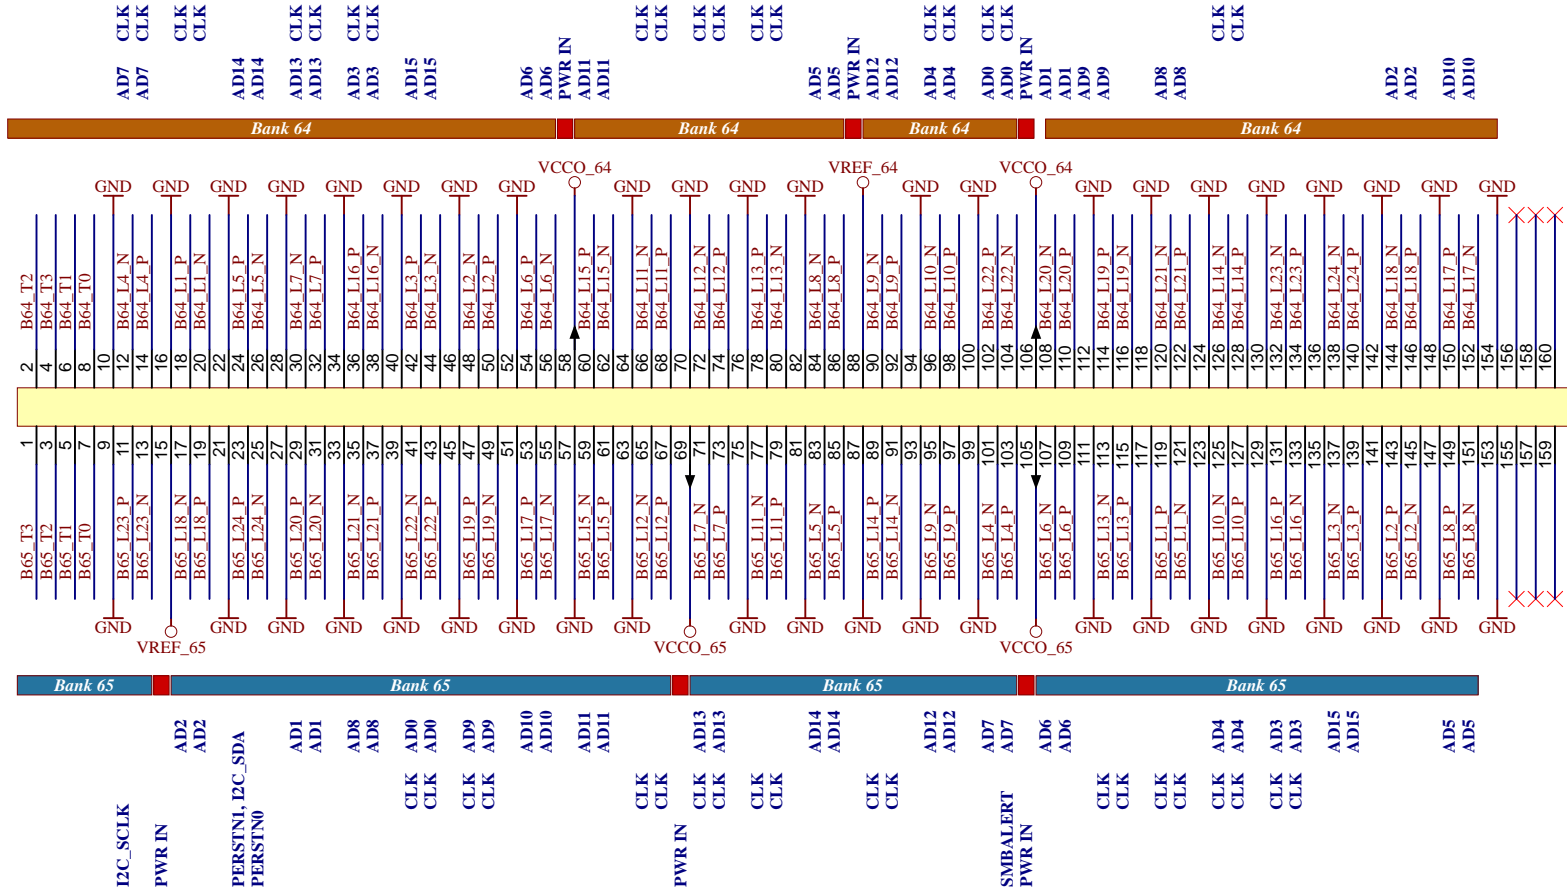 CLK CLK CLK CLK CLK CLK CLK CLK CLK CLK CLK CLK CLK CLK CLK CLK CLK CLK CLK CLK
AD7 AD7 AD14 AD14 AD13 AD13 AD3 AD3 AD15 AD15 AD6 AD6 PWR IN AD11 AD11 AD5 AD5 PWR IN AD12 AD12 AD4 AD4 AD0 AD0 PWR IN AD1 AD1 AD9 AD9 AD8 AD8 AD2 AD2 AD10 AD10
Bank 64 Bank 64 Bank 64 Bank 64
VCCO_64 VREF_64 VCCO_64
GND GND GND GND GND GND GND GND GND GND GND GND GND GND GND GND GND GND GND GND GND GND
B64_T2 B64_T3 B64_T1 B64_T0 B64_L4_N B64_L4_P B64_L1_P B64_L1_N B64_L5_P B64_L5_N B64_L7_N B64_L7_P B64_L16_P B64_L16_N B64_L3_P B64_L3_N B64_L2_N B64_L2_P B64_L6_P B64_L6_N B64_L15_P B64_L15_N B64_L11_N B64_L11_P B64_L12_N B64_L12_P B64_L13_P B64_L13_N B64_L8_N B64_L8_P B64_L9_N B64_L9_P B64_L10_N B64_L10_P B64_L22_P B64_L22_N B64_L20_N B64_L20_P B64_L19_P B64_L19_N B64_L21_N B64_L21_P B64_L14_N B64_L14_P B64_L23_N B64_L23_P B64_L24_N B64_L24_P B64_L18_N B64_L18_P B64_L17_P B64_L17_N
2 4 6 8 10 12 14 16 18 20 22 24 26 28 30 32 34 36 38 40 42 44 46 48 50 52 54 56 58 60 62 64 66 68 70 72 74 76 78 80 82 84 86 88 90 92 94 96 98 100 102 104 106 108 110 112 114 116 118 120 122 124 126 128 130 132 134 136 138 140 142 144 146 148 150 152 154 156 158 160
1 3 5 7 9 11 13 15 17 19 21 23 25 27 29 31 33 35 37 39 41 43 45 47 49 51 53 55 57 59 61 63 65 67 69 71 73 75 77 79 81 83 85 87 89 91 93 95 97 99 101 103 105 107 109 111 113 115 117 119 121 123 125 127 129 131 133 135 137 139 141 143 145 147 149 151 153 155 157 159
B65_T3 B65_T2 B65_T1 B65_T0 B65_L23_P B65_L23_N B65_L18_N B65_L18_P B65_L24_P B65_L24_N B65_L20_P B65_L20_N B65_L21_N B65_L21_P B65_L22_N B65_L22_P B65_L19_P B65_L19_N B65_L17_P B65_L17_N B65_L15_N B65_L15_P B65_L12_N B65_L12_P B65_L7_N B65_L7_P B65_L11_N B65_L11_P B65_L5_N B65_L5_P B65_L14_P B65_L14_N B65_L9_N B65_L9_P B65_L4_N B65_L4_P B65_L6_N B65_L6_P B65_L13_N B65_L13_P B65_L1_P B65_L1_N B65_L10_N B65_L10_P B65_L16_P B65_L16_N B65_L3_N B65_L3_P B65_L2_P B65_L2_N B65_L8_P B65_L8_N
GND GND GND GND GND GND GND GND GND GND GND GND GND GND GND GND GND GND GND GND GND GND
VREF_65 VCCO_65 VCCO_65
Bank 65 Bank 65 Bank 65 Bank 65
AD2 AD2 AD1 AD1 AD8 AD8 AD0 AD0 AD9 AD9 AD10 AD10 AD11 AD11 AD13 AD13 AD14 AD14 AD12 AD12 AD7 AD7 AD6 AD6 AD4 AD4 AD3 AD3 AD15 AD15 AD5 AD5
CLK CLK CLK CLK CLK CLK CLK CLK CLK CLK CLK CLK CLK CLK CLK CLK CLK CLK CLK CLK
I2C_SCLK PWR IN PERSTN1, I2C_SDA PERSTN0 PWR IN SMBALERT PWR IN